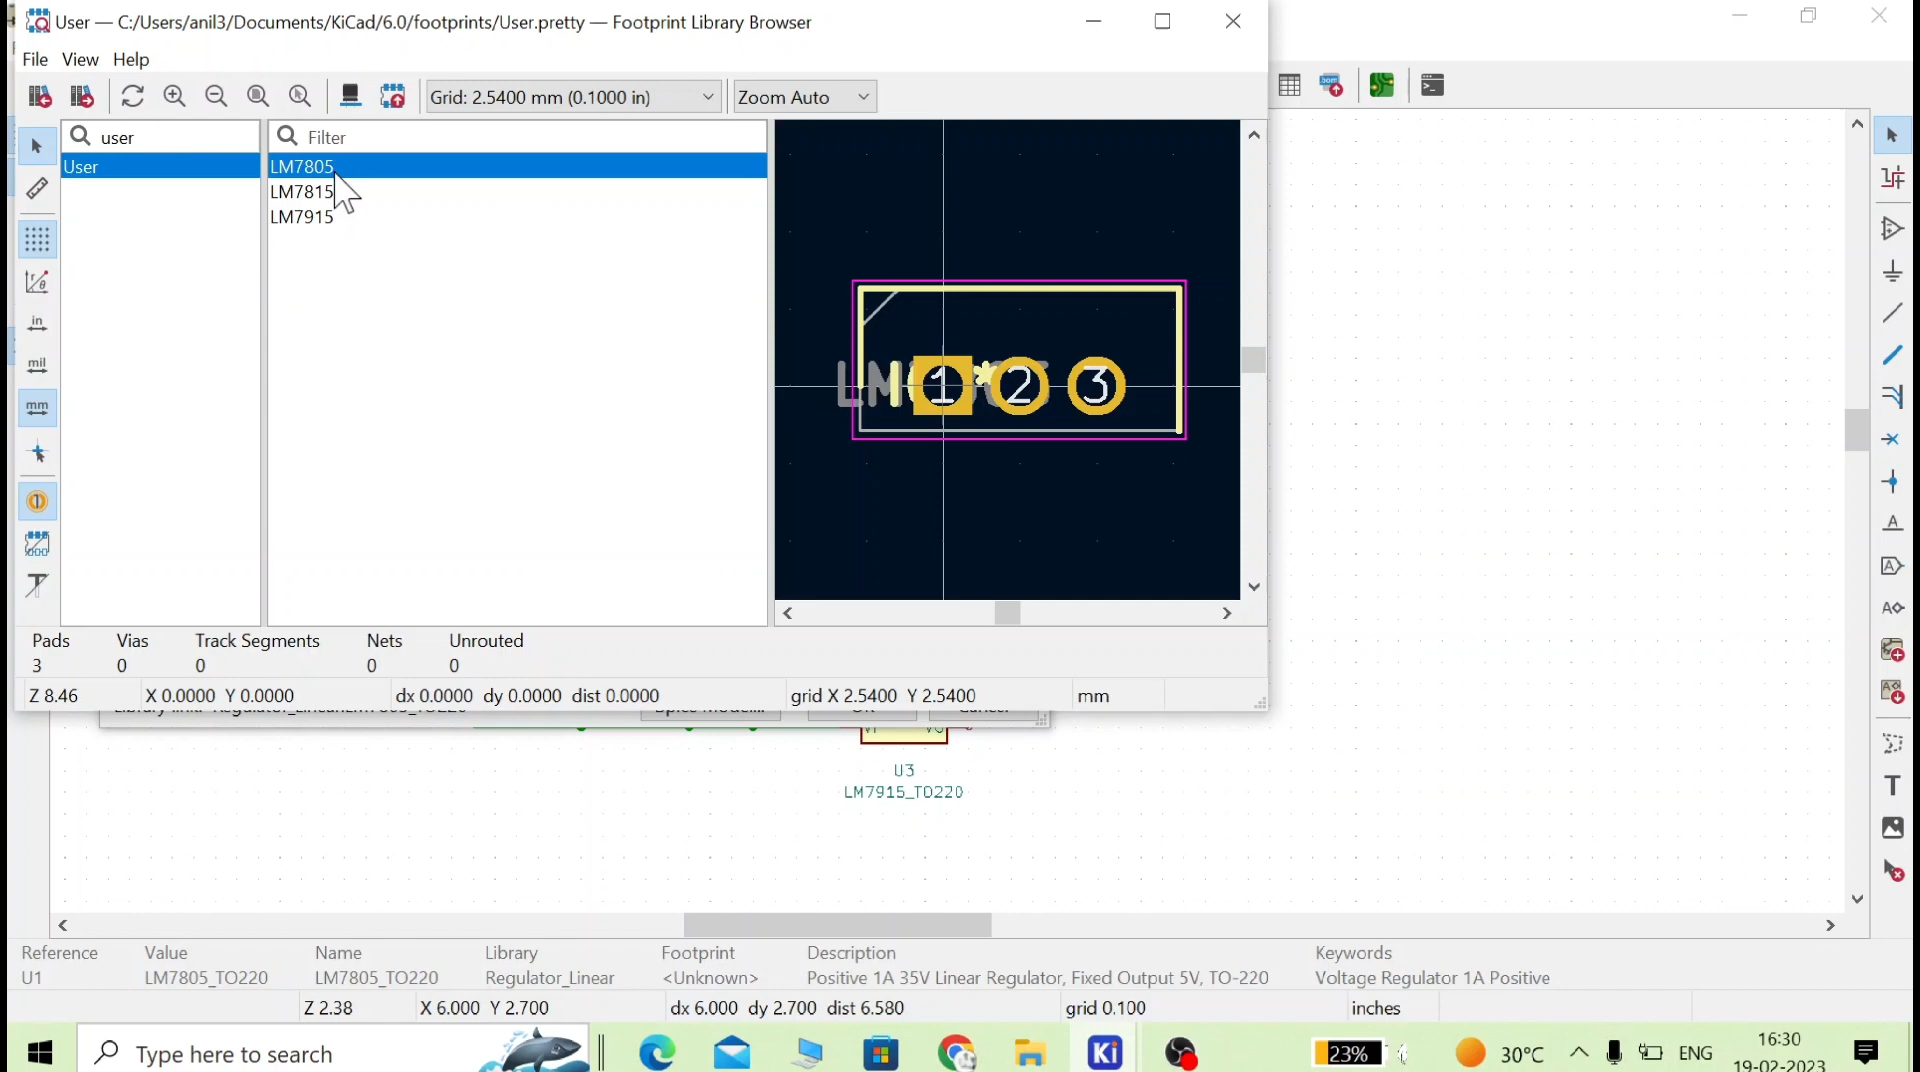 User — C:/Users/anil3/Documents/KiCad/6.0/footprints/User.pretty — Footprint Library Browser
File View Help
Grid: 2.5400 mm (0.1000 in)
Zoom Auto
user
Filter
User
LM7805
LM7815
LM7915
in
mil
mm
1 2 3
Pads Vias Track Segments Nets Unrouted
3 0 0 0 0
Z 8.46 X 0.0000 Y 0.0000 dx 0.0000 dy 0.0000 dist 0.0000 grid X 2.5400 Y 2.5400 mm
U3
LM7915_TO220
Reference Value Name Library Footprint Description Keywords
U1 LM7805_TO220 LM7805_TO220 Regulator_Linear <Unknown> Positive 1A 35V Linear Regulator, Fixed Output 5V, TO-220 Voltage Regulator 1A Positive
Z 2.38 X 6.000 Y 2.700 dx 6.000 dy 2.700 dist 6.580 grid 0.100 inches
Type here to search
Ki
23%
30°C
ENG
16:30
19-02-2023